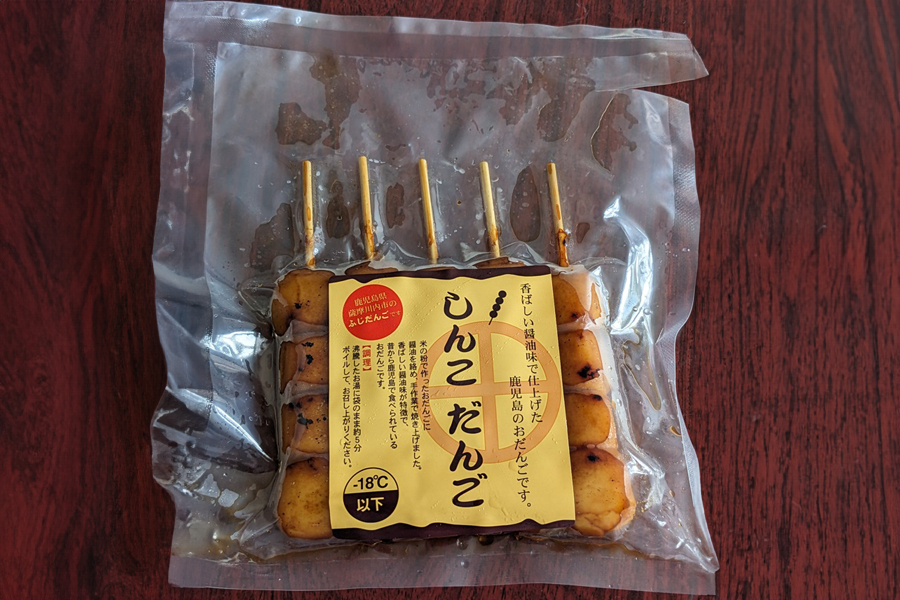 香ばしい醤油味で仕上げた
鹿児島のおだんごです。
しんこだんご
鹿児島県
薩摩川内市の
ふじだんごです
米の粉で作ったおだんごに
醤油を絡め、手作業で焼き上げました。
香ばしい醤油味が特徴で、
昔から鹿児島で食べられている
おだんごです。
【調理】
沸騰したお湯に袋のまま約5分
ボイルして、お召し上がりください。
-18℃
以下